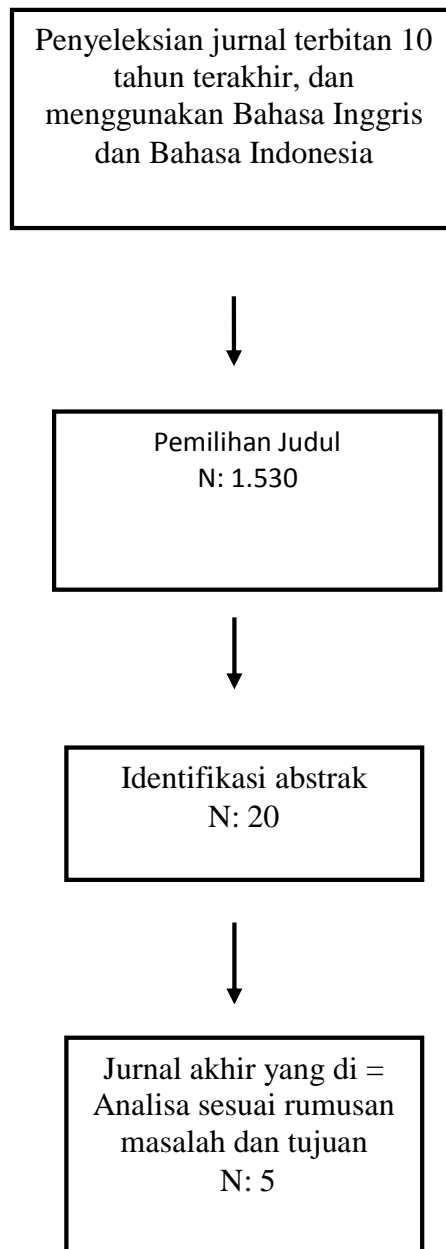 Penyeleksian jurnal terbitan 10
tahun terakhir, dan
menggunakan Bahasa Inggris
dan Bahasa Indonesia
Pemilihan Judul
N: 1.530
Identifikasi abstrak
N: 20
Jurnal akhir yang di =
Analisa sesuai rumusan
masalah dan tujuan
N: 5